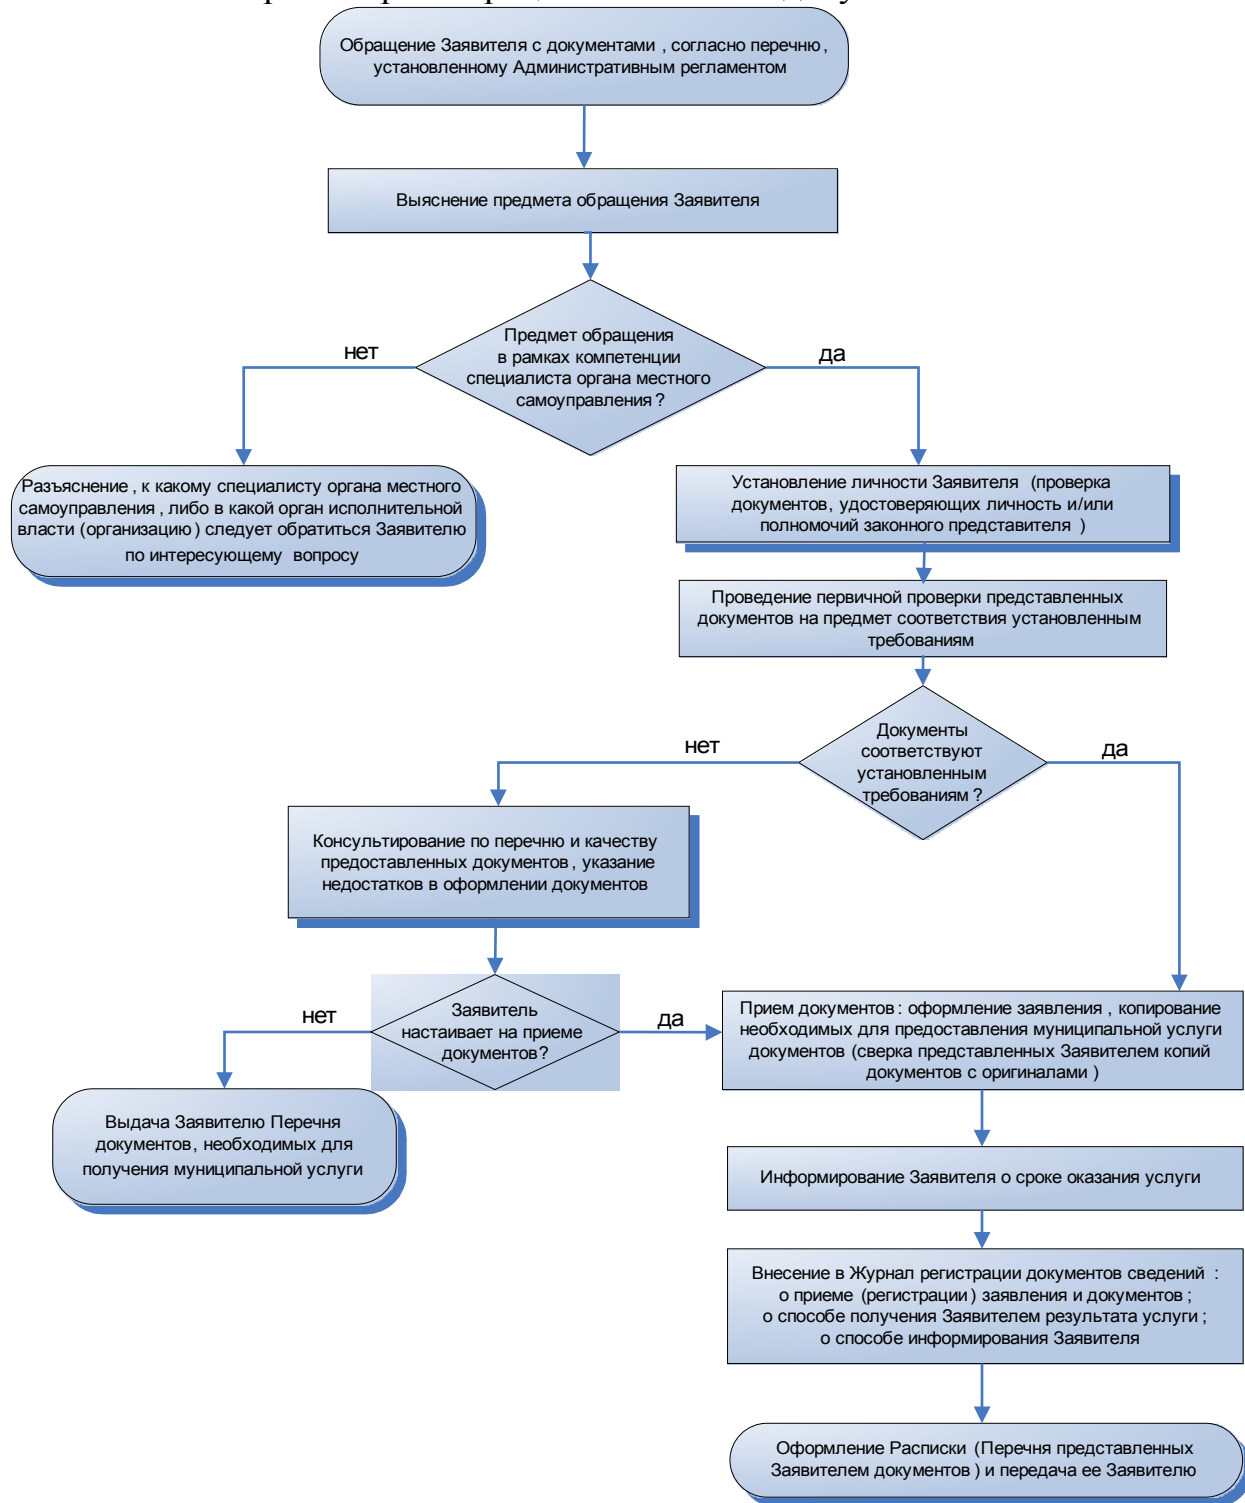 Обращение Заявителя с документами , согласно перечню,
установленному Административным регламентом
Выяснение предмета обращения Заявителя
Предмет обращения
в рамках компетенции
специалиста органа местного
самоуправления ?
нет
да
Разъяснение , к какому специалисту органа местного
самоуправления , либо в какой орган исполнительной
власти (организацию ) следует обратиться Заявителю
по интересующему вопросу
Установление личности Заявителя (проверка
документов, удостоверяющих личность и/или
полномочий законного представителя )
Проведение первичной проверки представленных
документов на предмет соответствия установленным
требованиям
Документы
соответствуют
установленным
требованиям ?
нет
да
Консультирование по перечню и качеству
предоставленных документов , указание
недостатков в оформлении документов
Заявитель
настаивает на приеме
документов?
нет
да
Выдача Заявителю Перечня
документов, необходимых для
получения муниципальной услуги
Прием документов : оформление заявления , копирование
необходимых для предоставления муниципальной услуги
документов (сверка представленных Заявителем копий
документов с оригиналами )
Информирование Заявителя о сроке оказания услуги
Внесение в Журнал регистрации документов сведений :
о приеме (регистрации ) заявления и документов ;
о способе получения Заявителем результата услуги ;
о способе информирования Заявителя
Оформление Расписки (Перечня представленных
Заявителем документов ) и передача ее Заявителю